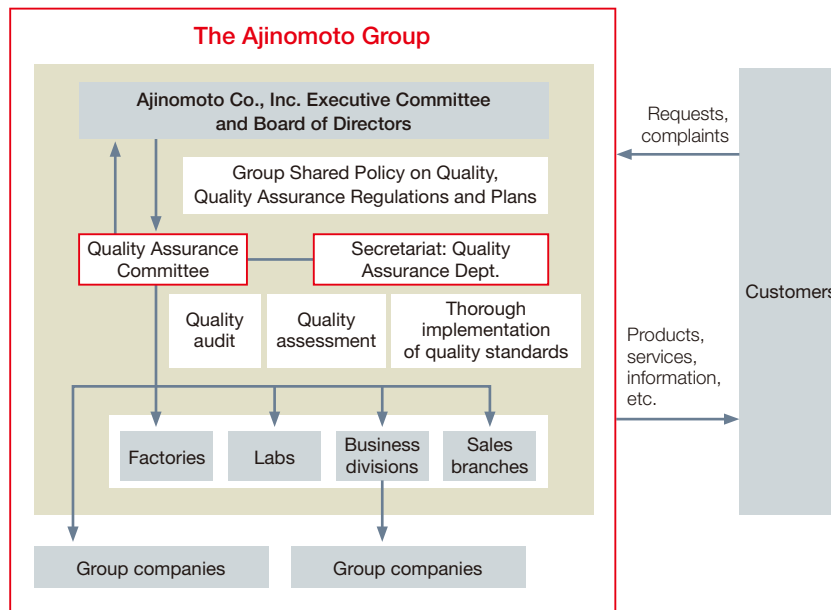 The Ajinomoto Group
Ajinomoto Co., Inc. Executive Committee
and Board of Directors
Group Shared Policy on Quality,
Quality Assurance Regulations and Plans
Quality Assurance
Committee
Secretariat: Quality
Assurance Dept.
Quality
audit
Quality
assessment
Thorough
implementation
of quality standards
Factories
Labs
Business
divisions
Sales
branches
Group companies
Group companies
Requests,
complaints
Products,
services,
information,
etc.
Customers